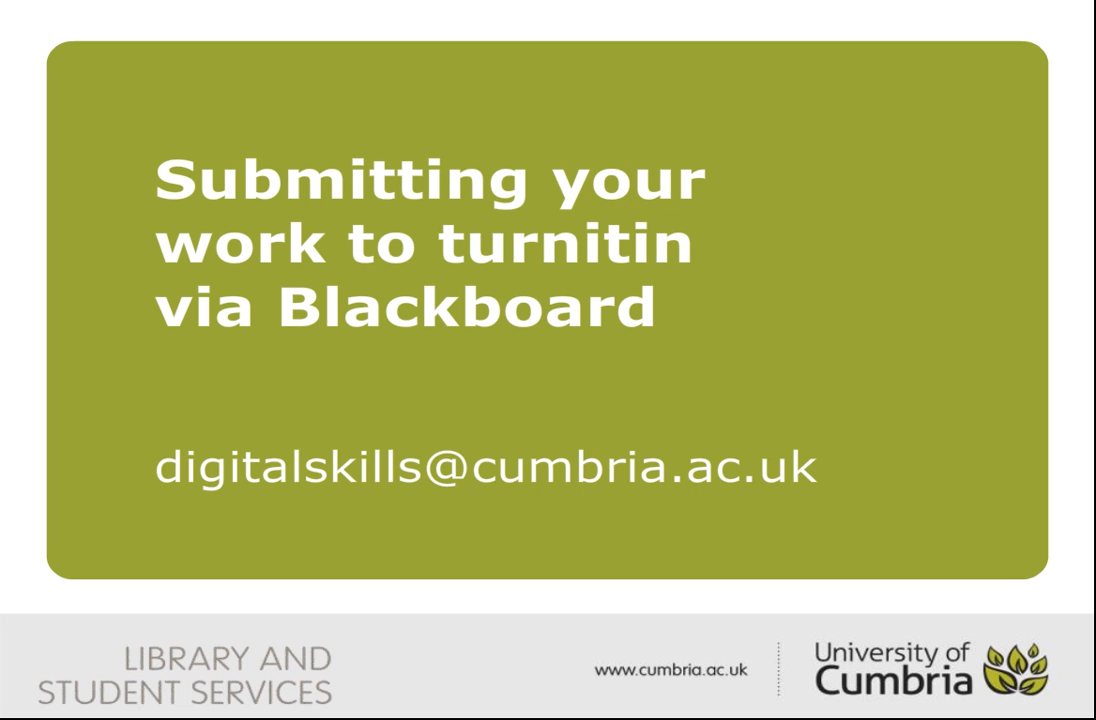 Submitting your
work to turnitin
via Blackboard
digitalskills@cumbria.ac.uk
LIBRARY AND
STUDENT SERVICES
www.cumbria.ac.uk
University of
Cumbria